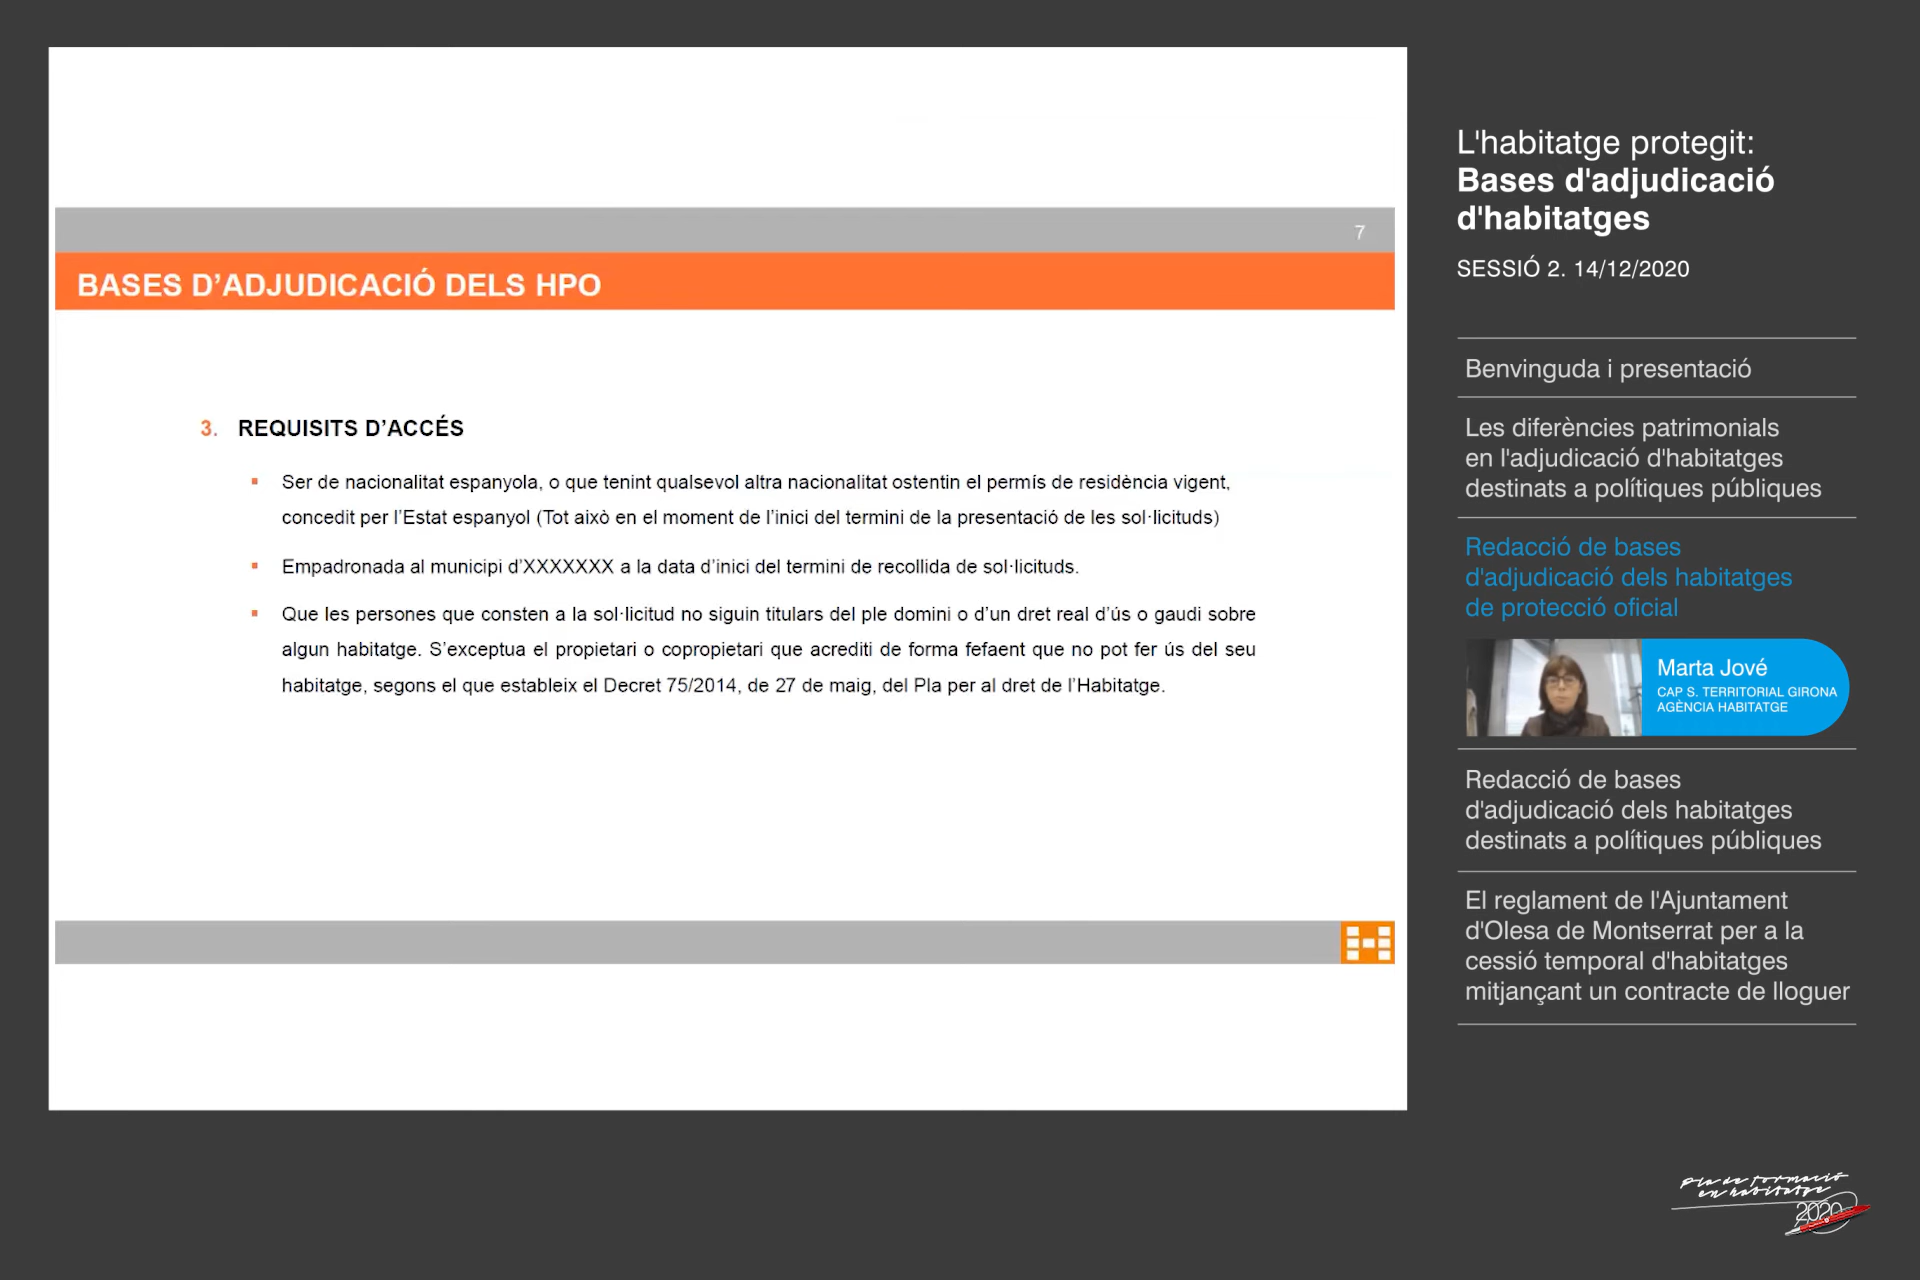 7
BASES D’ADJUDICACIÓ DELS HPO
3. REQUISITS D’ACCÉS
▪ Ser de nacionalitat espanyola, o que tenint qualsevol altra nacionalitat ostentin el permís de residència vigent,
concedit per l’Estat espanyol (Tot això en el moment de l’inici del termini de la presentació de les sol·licituds)
▪ Empadronada al municipi d’XXXXXXX a la data d’inici del termini de recollida de sol·licituds.
▪ Que les persones que consten a la sol·licitud no siguin titulars del ple domini o d’un dret real d’ús o gaudi sobre
algun habitatge. S’exceptua el propietari o copropietari que acrediti de forma fefaent que no pot fer ús del seu
habitatge, segons el que estableix el Decret 75/2014, de 27 de maig, del Pla per al dret de l’Habitatge.
L'habitatge protegit:
Bases d'adjudicació
d'habitatges
SESSIÓ 2. 14/12/2020
Benvinguda i presentació
Les diferències patrimonials
en l'adjudicació d'habitatges
destinats a polítiques públiques
Redacció de bases
d'adjudicació dels habitatges
de protecció oficial
Marta Jové
CAP S. TERRITORIAL GIRONA
AGÈNCIA HABITATGE
Redacció de bases
d'adjudicació dels habitatges
destinats a polítiques públiques
El reglament de l'Ajuntament
d'Olesa de Montserrat per a la
cessió temporal d'habitatges
mitjançant un contracte de lloguer
pla de formació
en habitatge
2020